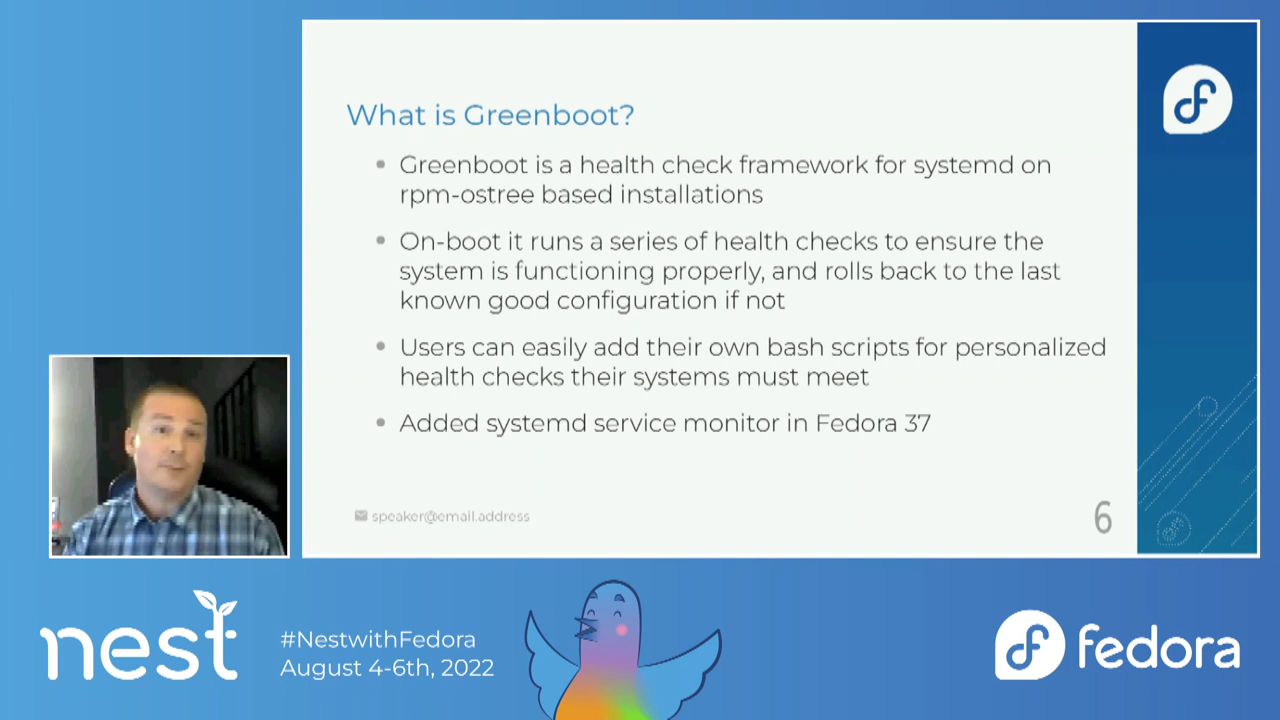 What is Greenboot?
Greenboot is a health check framework for systemd on
rpm-ostree based installations
On-boot it runs a series of health checks to ensure the
system is functioning properly, and rolls back to the last
known good configuration if not
Users can easily add their own bash scripts for personalized
health checks their systems must meet
Added systemd service monitor in Fedora 37
speaker@email.address
6
nest
#NestwithFedora
August 4-6th, 2022
fedora